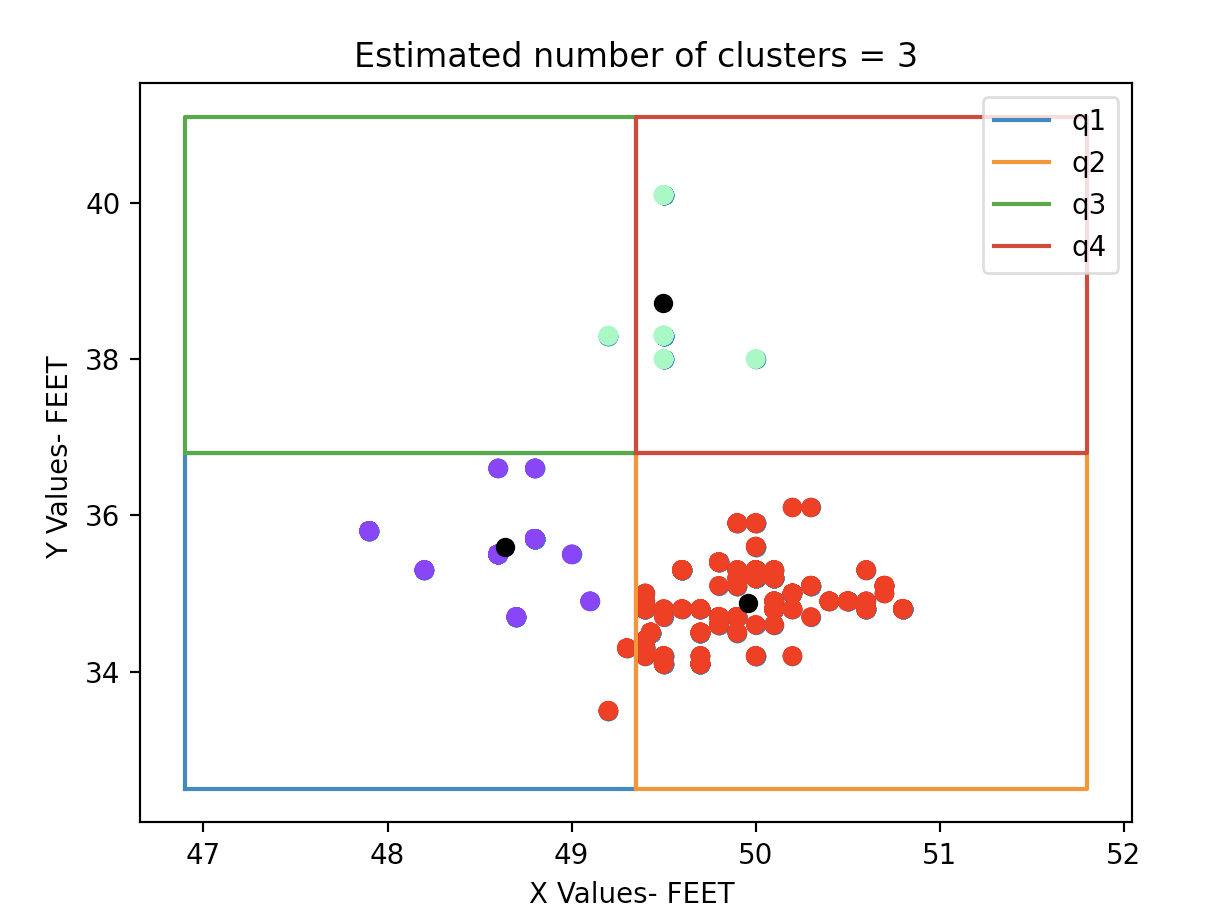 Estimated number of clusters = 3
q1
q2
q3
q4
40
38
36
34
Y Values- FEET
47 48 49 50 51 52
X Values- FEET